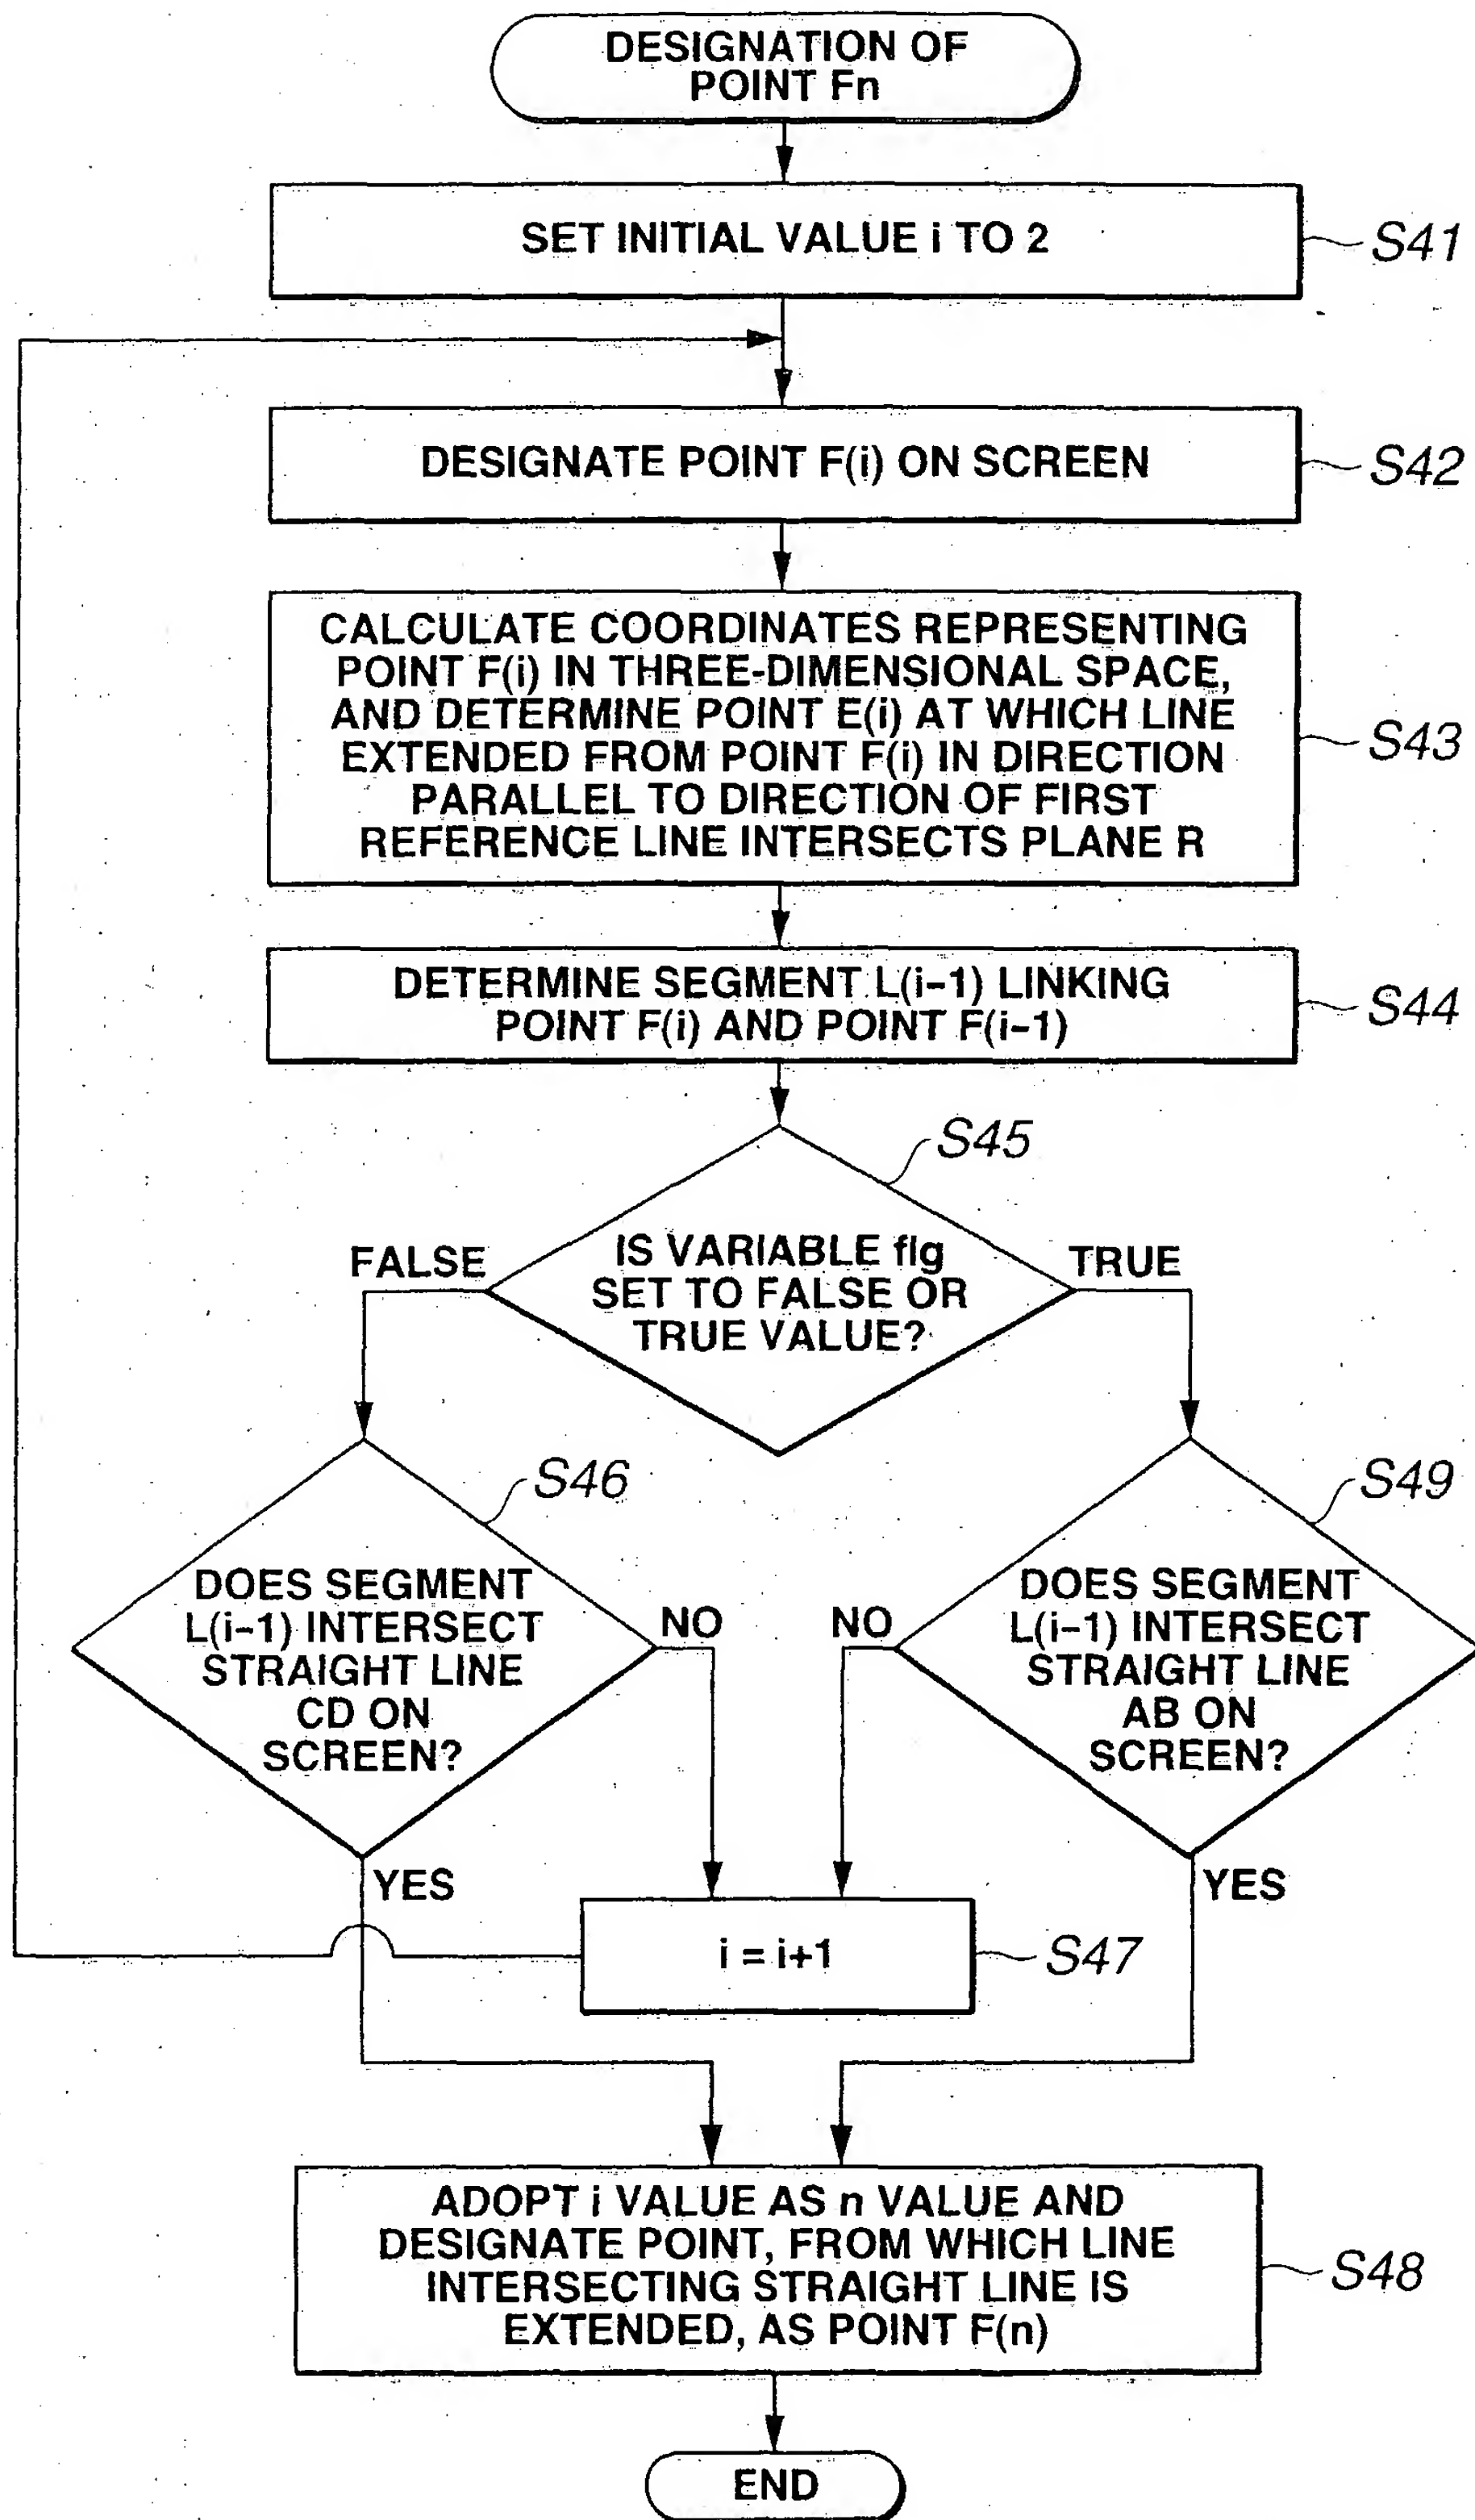 DESIGNATION OF
POINT Fn
SET INITIAL VALUE i TO 2
S41
DESIGNATE POINT F(i) ON SCREEN
S42
CALCULATE COORDINATES REPRESENTING
POINT F(i) IN THREE-DIMENSIONAL SPACE,
AND DETERMINE POINT E(i) AT WHICH LINE
EXTENDED FROM POINT F(i) IN DIRECTION
PARALLEL TO DIRECTION OF FIRST
REFERENCE LINE INTERSECTS PLANE R
S43
DETERMINE SEGMENT L(i-1) LINKING
POINT F(i) AND POINT F(i-1)
S44
S45
IS VARIABLE flg
SET TO FALSE OR
TRUE VALUE?
FALSE
TRUE
S46
DOES SEGMENT
L(i-1) INTERSECT
STRAIGHT LINE
CD ON
SCREEN?
NO
YES
S49
DOES SEGMENT
L(i-1) INTERSECT
STRAIGHT LINE
AB ON
SCREEN?
NO
YES
i = i+1
S47
ADOPT i VALUE AS n VALUE AND
DESIGNATE POINT, FROM WHICH LINE
INTERSECTING STRAIGHT LINE IS
EXTENDED, AS POINT F(n)
S48
END